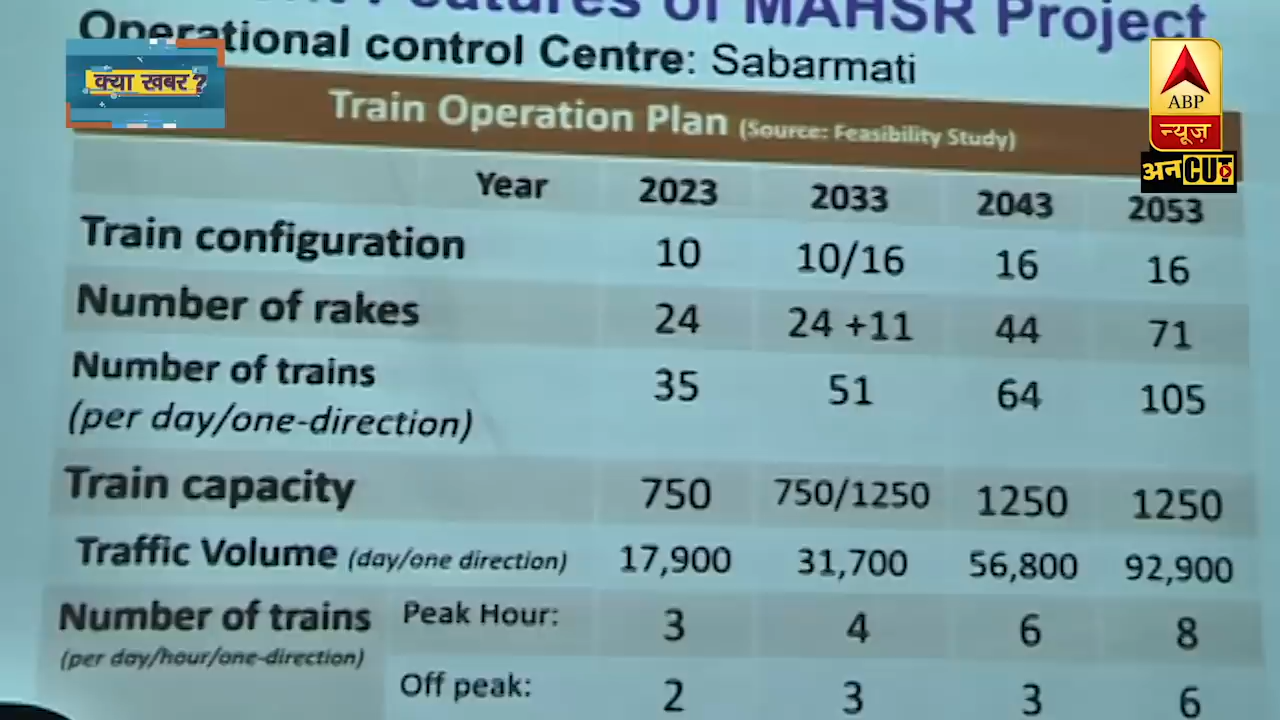 Features of MAHSR Project
Operational control Centre: Sabarmati
क्या खबर ?
ABP
न्यूज़
अनCUT
Train Operation Plan (Source: Feasibility Study)
Year 2023 2033 2043 2053
Train configuration 10 10/16 16 16
Number of rakes 24 24 +11 44 71
Number of trains 35 51 64 105
(per day/one-direction)
Train capacity 750 750/1250 1250 1250
Traffic Volume (day/one direction) 17,900 31,700 56,800 92,900
Number of trains Peak Hour: 3 4 6 8
(per day/hour/one-direction)
Off peak: 2 3 3 6